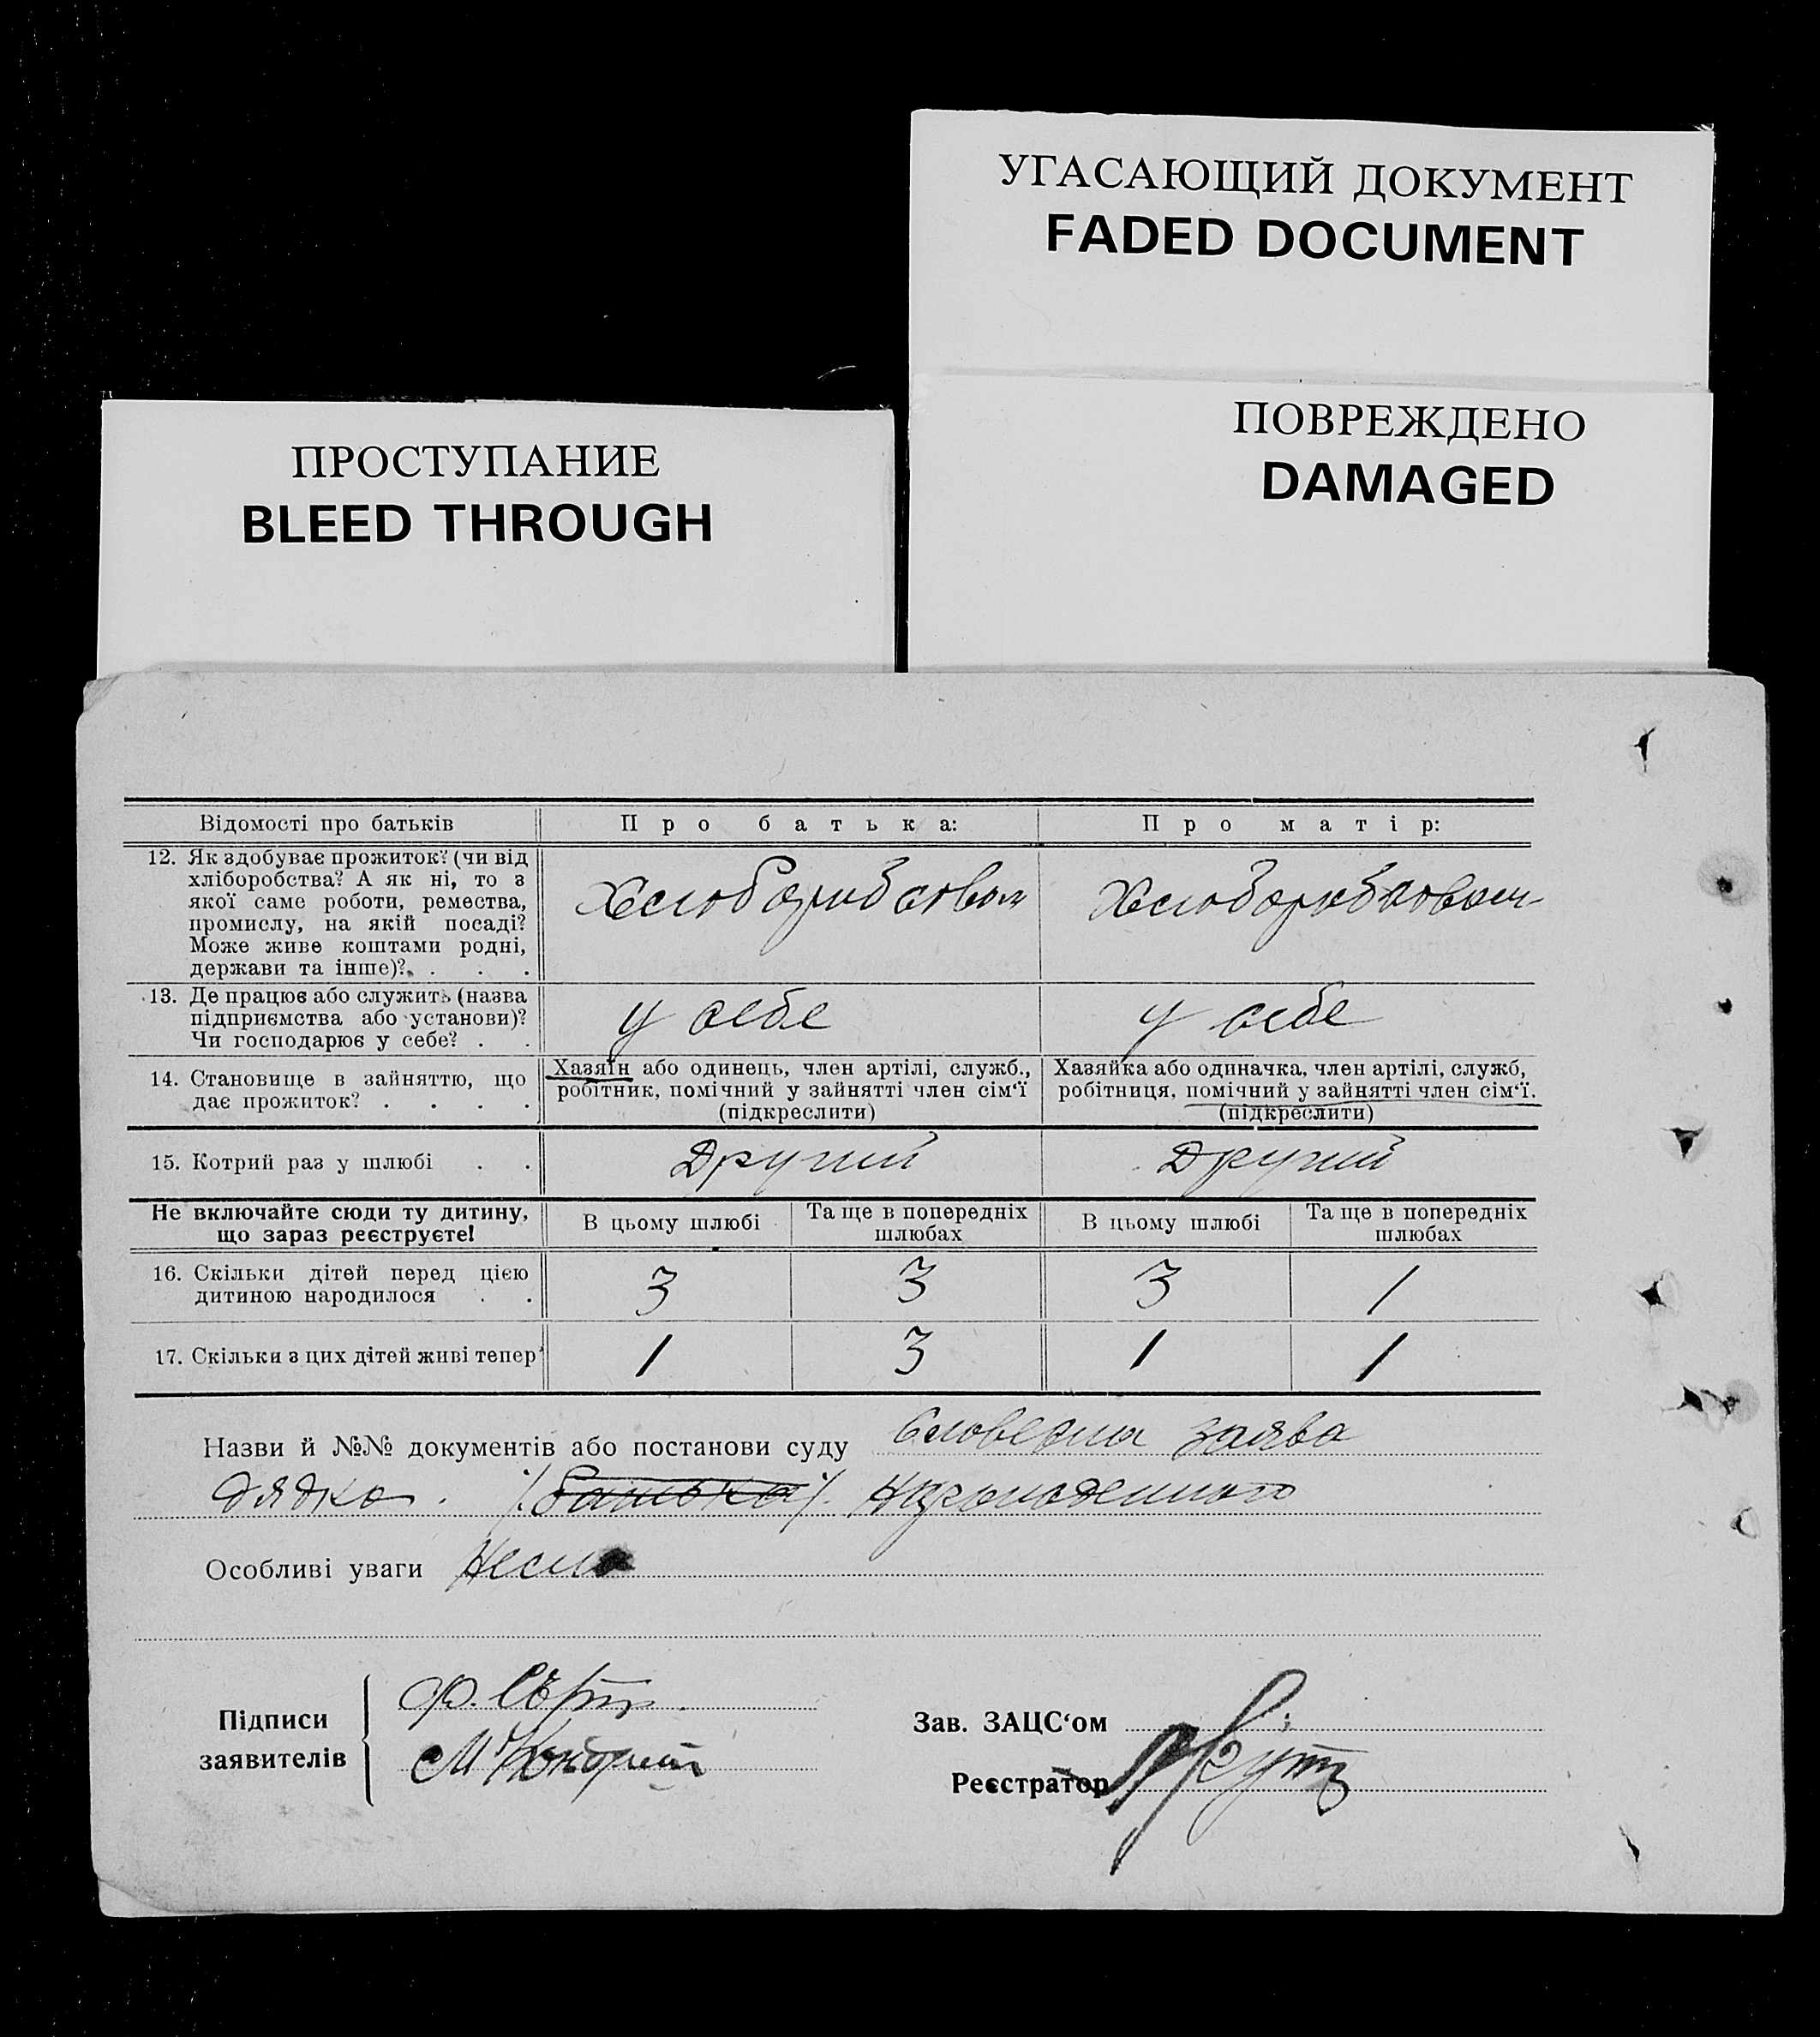 УГАСАЮЩИЙ ДОКУМЕНТ
FADED DOCUMENT
ПОВРЕЖДЕНО
DAMAGED
ПРОСТУПАНИЕ
BLEED THROUGH
Відомості про батьків Про батька: Про матір:
12. Як здобуває прожиток? (чи від
хліборобства? А як ні, то з
якої саме роботи, ремества,
промислу, на якій посаді?
Може живе коштами родні,
держави та інше)? . . .
13. Де працює або служить (назва
підприємства або установи)?
Чи господарює у себе? . .
у себе у себе
14. Становище в зайняттю, що
дає прожиток? . . . .
Хазяїн або одинець, член артілі, служб.,
робітник, помічний у зайнятті член сім'ї
(підкреслити)
Хазяйка або одиначка, член артілі, служб,
робітниця, помічний у зайнятті член сім'ї.
(підкреслити)
15. Котрий раз у шлюбі . . Другий Другий
Не включайте сюди ту дитину,
що зараз реєструєте!
В цьому шлюбі Та ще в попередніх
шлюбах
В цьому шлюбі Та ще в попередніх
шлюбах
16. Скільки дітей перед цією
дитиною народилося . .
3 3 3 1
17. Скільки з цих дітей живі тепер 1 3 1 1
Назви й №№ документів або постанови суду Словесна заява
дядка . /батька/.
Особливі уваги
Підписи
заявителів
Ф.
М
Зав. ЗАЦС'ом
Реєстратор